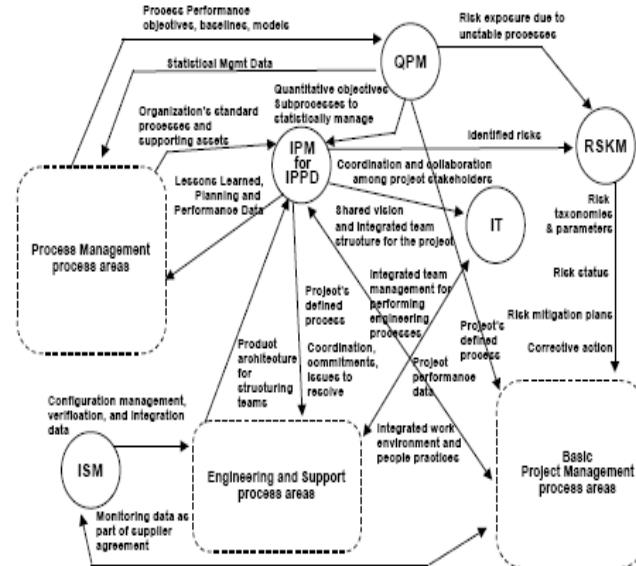 Process Performance
objectives, baselines, models
Risk exposure due to
unstable processes
QPM
Statistical Mgmt Data
Quantitative objectives
Subprocesses to
statistically manage
Organization's standard
processes and
supporting assets
Identified risks
RSKM
IPM
for
IPPD
Coordination and collaboration
among project stakeholders
Lessons Learned,
Planning and
Performance Data
Risk
taxonomies
& parameters
Shared vision
and Integrated team
structure for the project
IT
Process Management
process areas
Risk status
Integrated team
management for
performing
engineering
processes
Project's
defined
process
Risk mitigation plans
Project's
defined
process
Product
architecture
for
structuring
teams
Coordination,
commitments,
issues to
resolve
Corrective action
Project
performance
data
Configuration management,
verification, and integration
data
Integrated work
environment and
people practices
ISM
Engineering and Support
process areas
Basic
Project Management
process areas
Monitoring data as
part of supplier
agreement